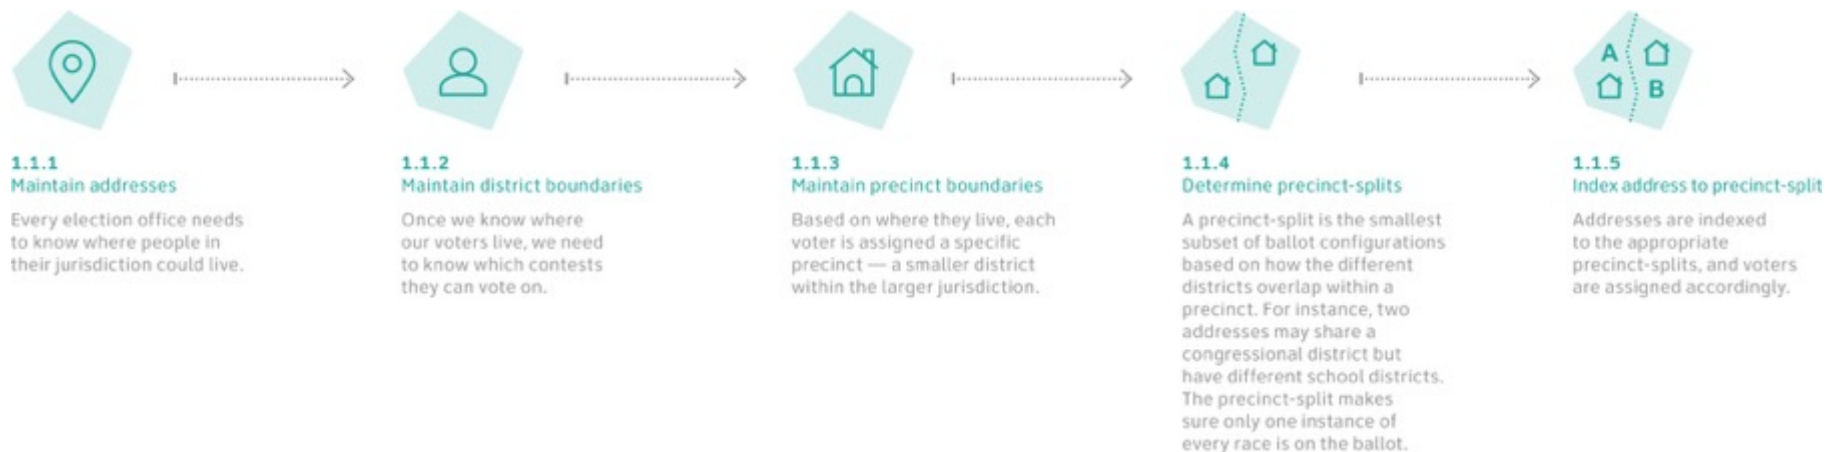 A
B
1.1.1
Maintain addresses
Every election office needs
to know where people in
their jurisdiction could live.
1.1.2
Maintain district boundaries
Once we know where
our voters live, we need
to know which contests
they can vote on.
1.1.3
Maintain precinct boundaries
Based on where they live, each
voter is assigned a specific
precinct — a smaller district
within the larger jurisdiction.
1.1.4
Determine precinct-splits
A precinct-split is the smallest
subset of ballot configurations
based on how the different
districts overlap within a
precinct. For instance, two
addresses may share a
congressional district but
have different school districts.
The precinct-split makes
sure only one instance of
every race is on the ballot.
1.1.5
Index address to precinct-split
Addresses are indexed
to the appropriate
precinct-splits, and voters
are assigned accordingly.